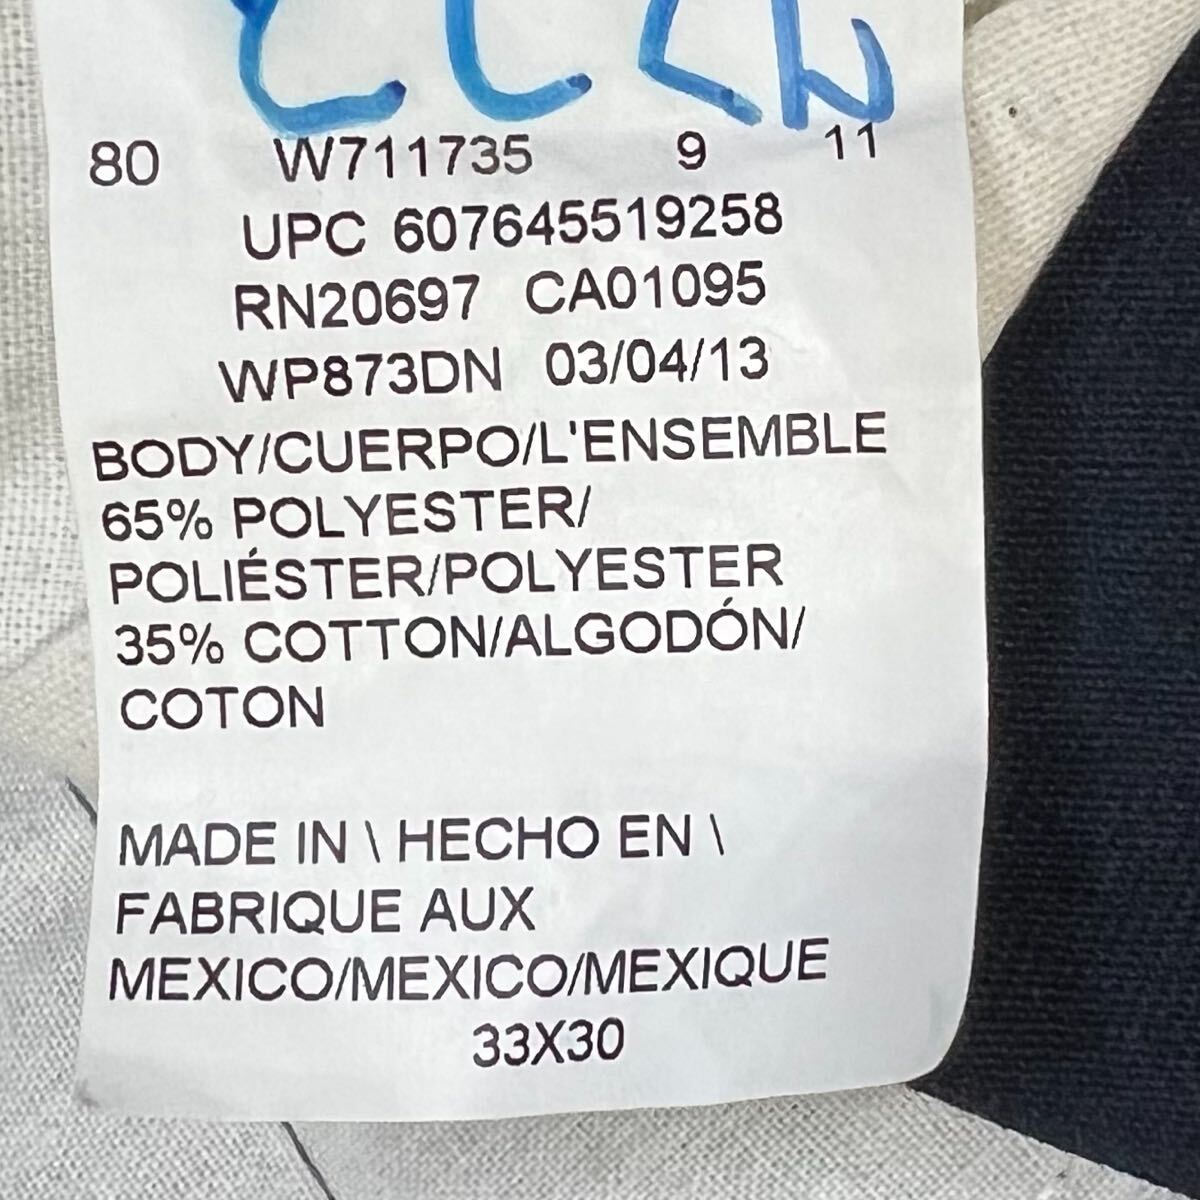 80 W711735 9 11
UPC 607645519258
RN20697 CA01095
WP873DN 03/04/13
BODY/CUERPO/L'ENSEMBLE
65% POLYESTER/
POLIÉSTER/POLYESTER
35% COTTON/ALGODÓN/
COTON
MADE IN \ HECHO EN \
FABRIQUE AUX
MEXICO/MEXICO/MEXIQUE
33X30